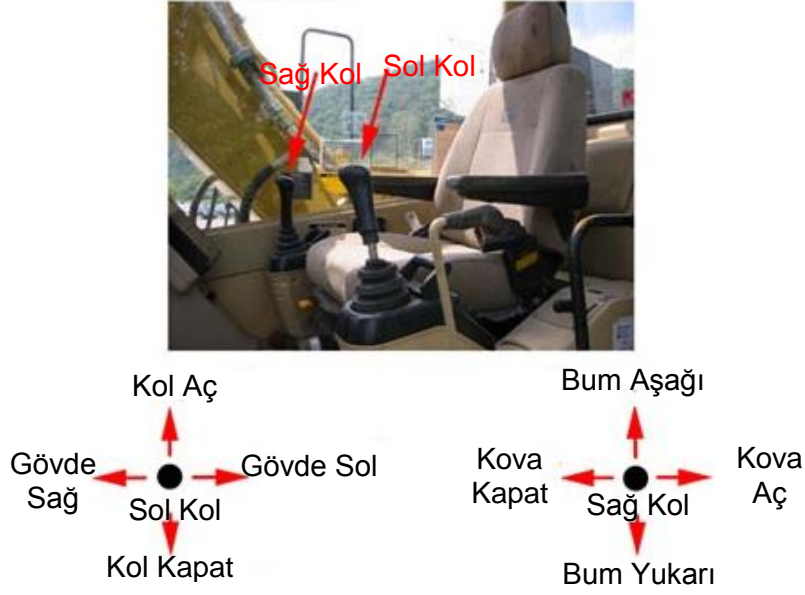 Sağ Kol
Sol Kol
Kol Aç
Gövde
Sağ
Gövde Sol
Sol Kol
Kol Kapat
Bum Aşağı
Kova
Kapat
Kova
Aç
Sağ Kol
Bum Yukarı